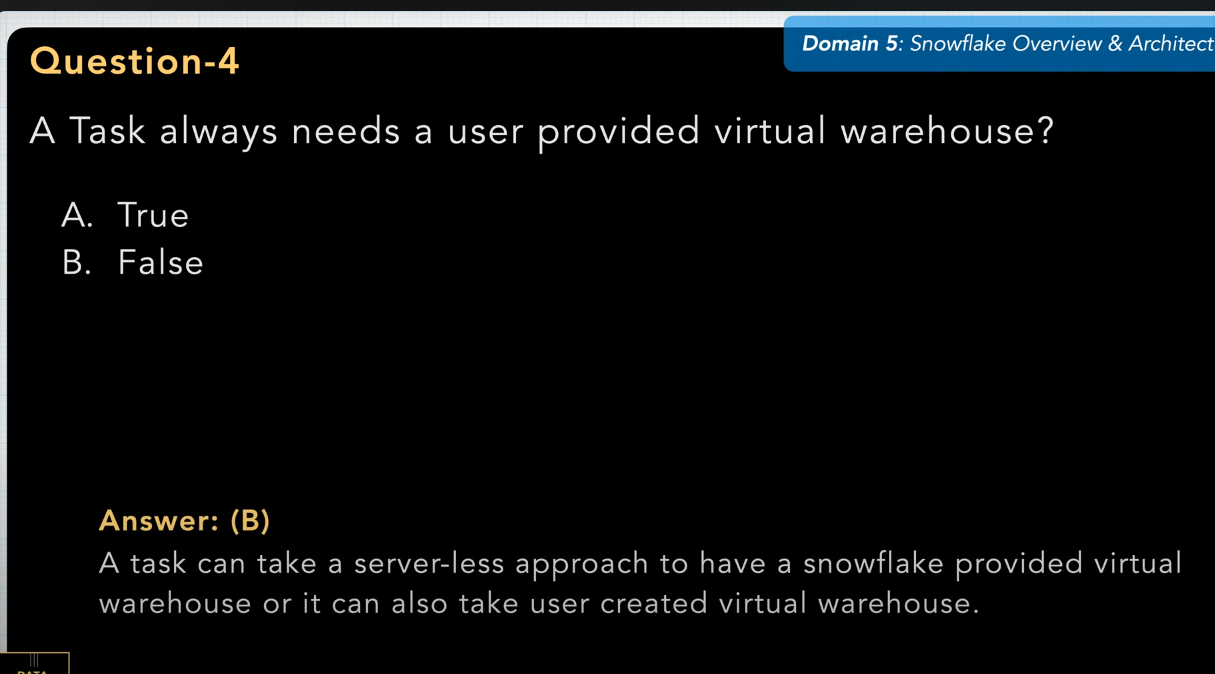 Domain 5: Snowflake Overview & Architect
Question-4
A Task always needs a user provided virtual warehouse?
A. True
B. False
Answer: (B)
A task can take a server-less approach to have a snowflake provided virtual
warehouse or it can also take user created virtual warehouse.
DATA